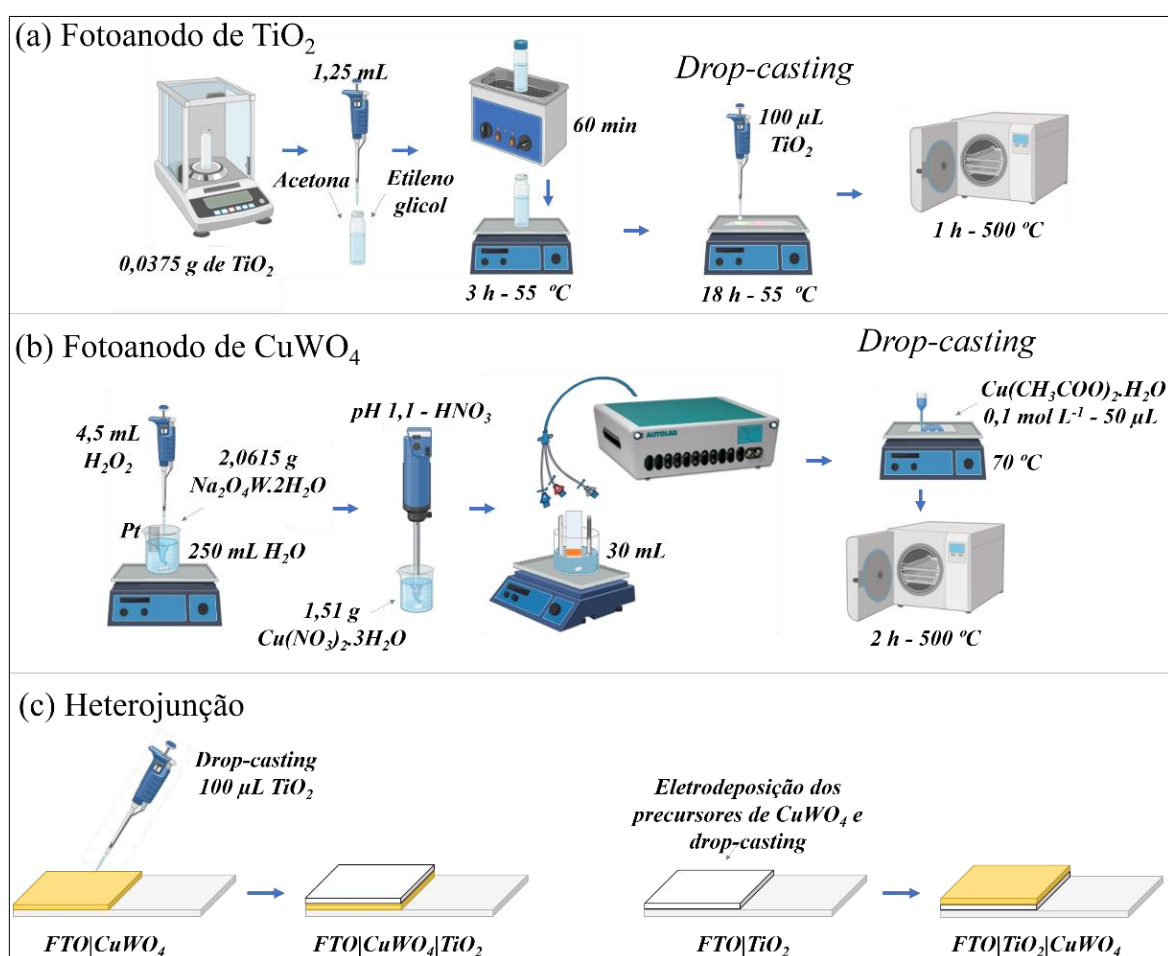 (a) Fotoanodo de TiO₂
1,25 mL
Acetona
Etileno
glicol
0,0375 g de TiO₂
60 min
3 h - 55 ºC
Drop-casting
100 µL
TiO₂
18 h - 55 ºC
1 h - 500 ºC
(b) Fotoanodo de CuWO₄
4,5 mL
H₂O₂
2,0615 g
Na₂O₄W.2H₂O
Pt
250 mL H₂O
pH 1,1 - HNO₃
1,51 g
Cu(NO₃)₂.3H₂O
AUTOLAB
30 mL
Drop-casting
Cu(CH₃COO)₂.H₂O
0,1 mol L⁻¹ - 50 µL
70 ºC
2 h - 500 ºC
(c) Heterojunção
Drop-casting
100 µL TiO₂
FTO|CuWO₄
FTO|CuWO₄|TiO₂
Eletrodeposição dos
precursores de CuWO₄ e
drop-casting
FTO|TiO₂
FTO|TiO₂|CuWO₄